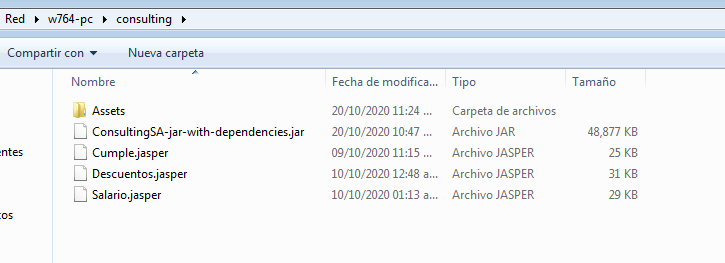 Red w764-pc consulting
Compartir con Nueva carpeta
Nombre Fecha de modifica... Tipo Tamaño
Assets 20/10/2020 11:24 ... Carpeta de archivos
ConsultingSA-jar-with-dependencies.jar 20/10/2020 10:47 ... Archivo JAR 48,877 KB
entes Cumple.jasper 09/10/2020 11:15 ... Archivo JASPER 25 KB
Descuentos.jasper 10/10/2020 12:48 a... Archivo JASPER 31 KB
Salario.jasper 10/10/2020 01:13 a... Archivo JASPER 29 KB
os